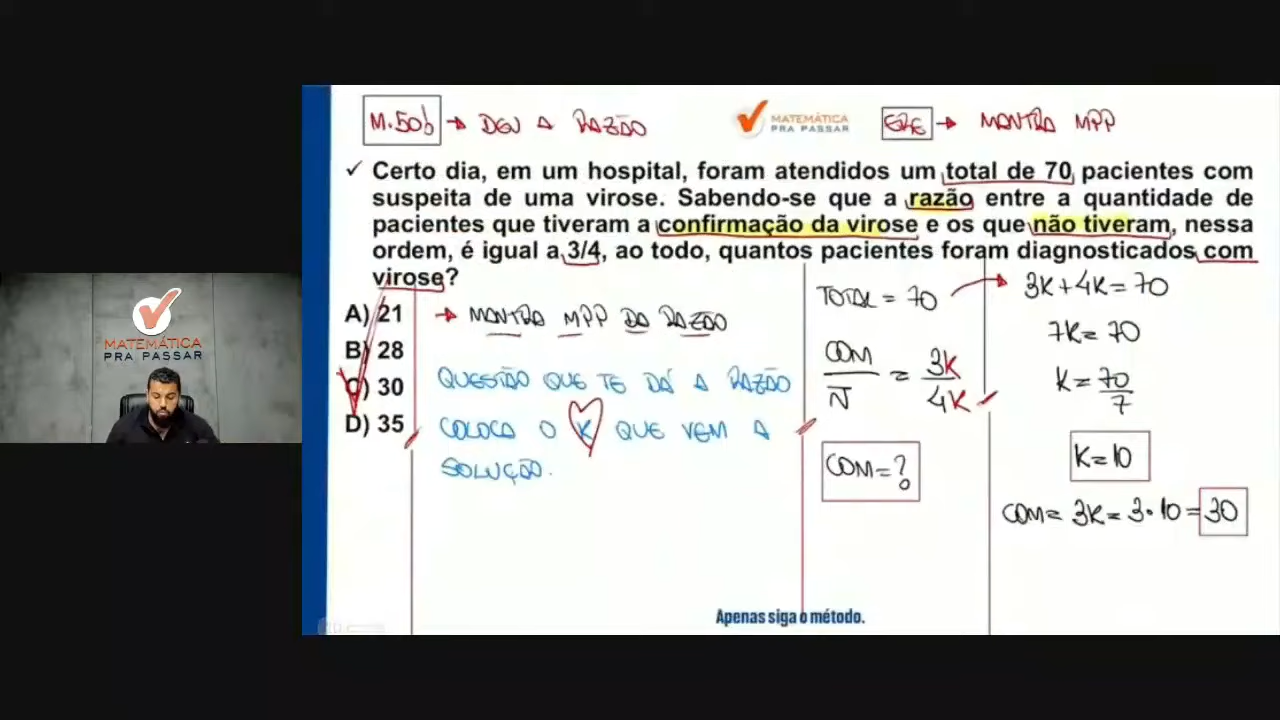 M.50b → DEU A RAZÃO
MATEMÁTICA
PRA PASSAR
→ MANTRA MPP
✓ Certo dia, em um hospital, foram atendidos um total de 70 pacientes com
suspeita de uma virose. Sabendo-se que a razão entre a quantidade de
pacientes que tiveram a confirmação da virose e os que não tiveram, nessa
ordem, é igual a 3/4, ao todo, quantos pacientes foram diagnosticados com
virose?
A) 21
B) 28
C) 30
D) 35
→ MANTRA MPP DA RAZÃO
QUESTÃO QUE TE DÁ A RAZÃO
COLOCA O K QUE VEM A
SOLUÇÃO.
TOTAL = 70
COM/N = 3K/4K
COM = ?
3K+4K=70
7K=70
K=70/7
K=10
COM= 3K= 3·10=30
Apenas siga o método.
MATEMÁTICA
PRA PASSAR